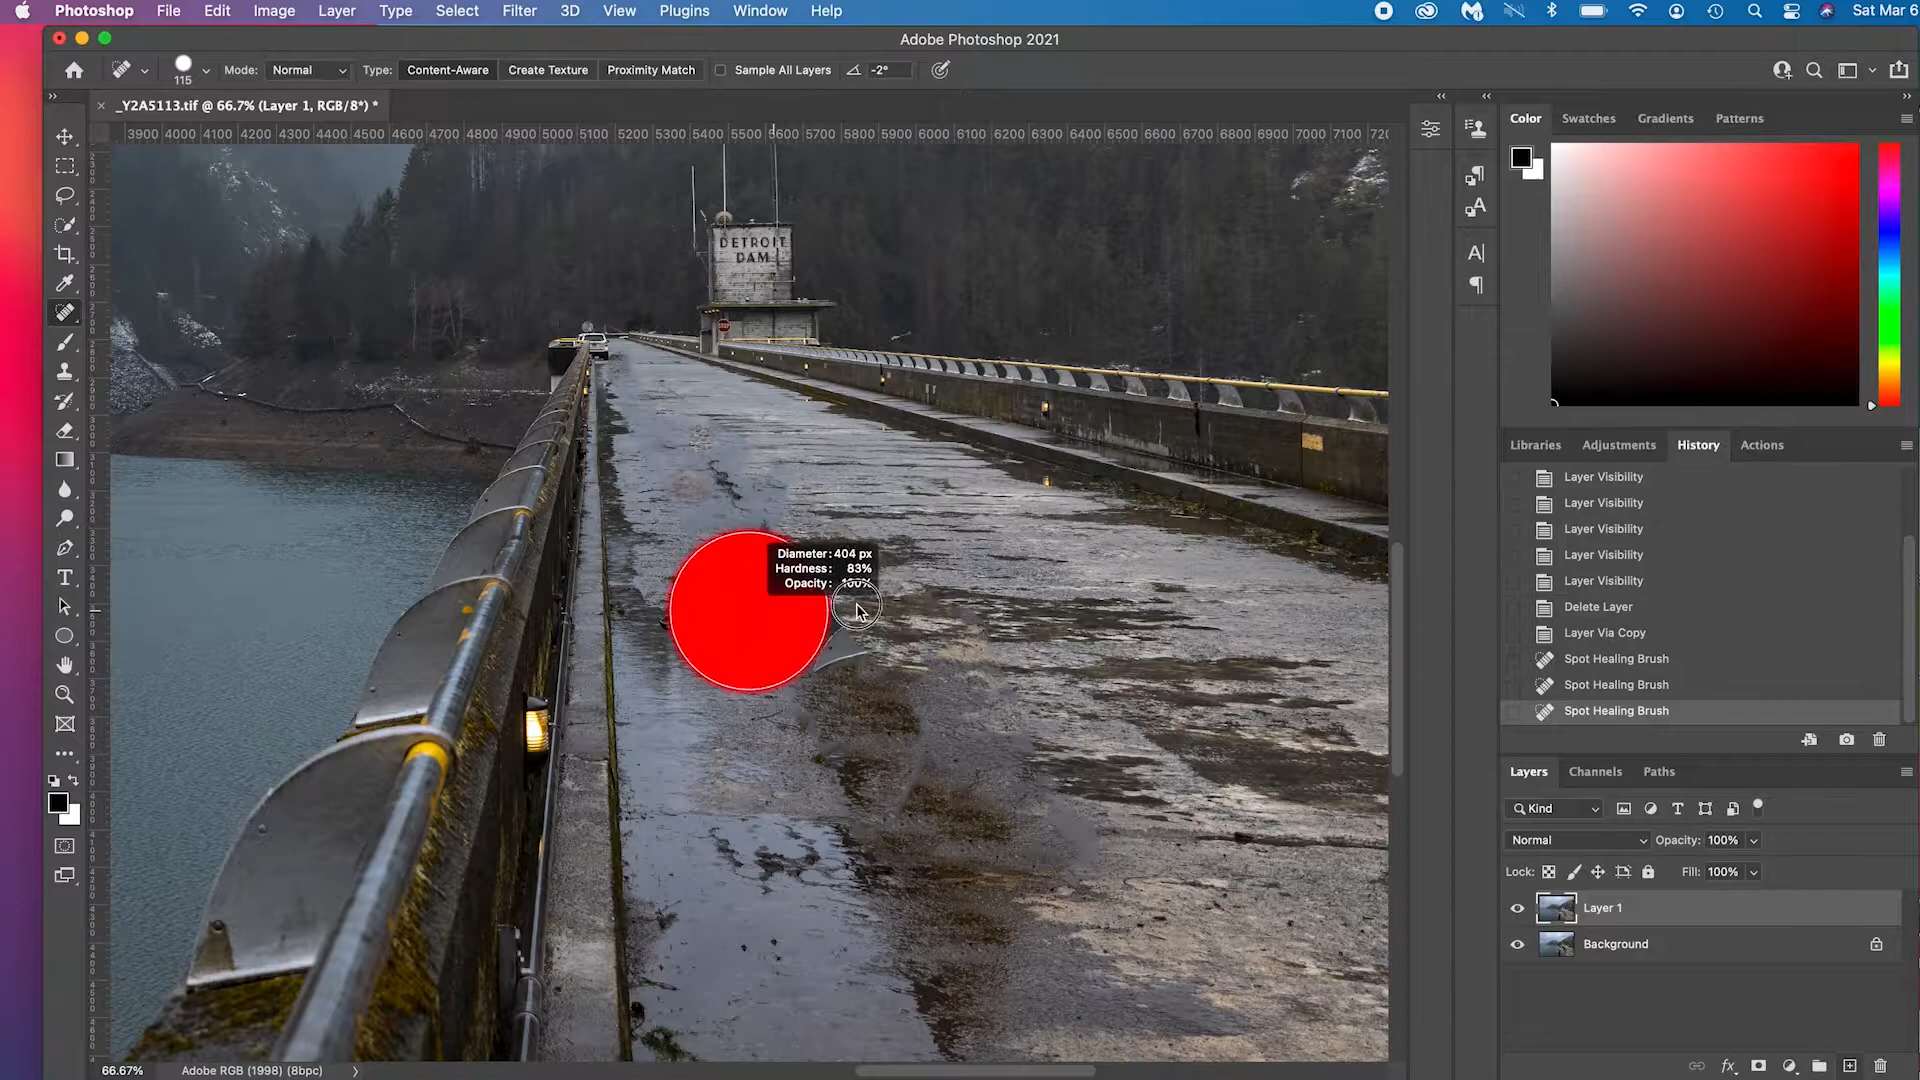 Photoshop File Edit Image Layer Type Select Filter 3D View Plugins Window Help Sat Mar 6
Adobe Photoshop 2021
115 Mode: Normal Type: Content-Aware Create Texture Proximity Match Sample All Layers -2°
_Y2A5113.tif @ 66.7% (Layer 1, RGB/8*) *
3900 4000 4100 4200 4300 4400 4500 4600 4700 4800 4900 5000 5100 5200 5300 5400 5500 5600 5700 5800 5900 6000 6100 6200 6300 6400 6500 6600 6700 6800 6900 7000 7100 720
Color Swatches Gradients Patterns
DETROIT
DAM
STOP
Libraries Adjustments History Actions
Layer Visibility
Layer Visibility
Layer Visibility
Layer Visibility
Layer Visibility
Delete Layer
Layer Via Copy
Spot Healing Brush
Spot Healing Brush
Spot Healing Brush
Diameter: 404 px
Hardness: 83%
Opacity: 100%
Layers Channels Paths
Kind
Normal Opacity: 100%
Lock: Fill: 100%
Layer 1
Background
66.67% Adobe RGB (1998) (8bpc)